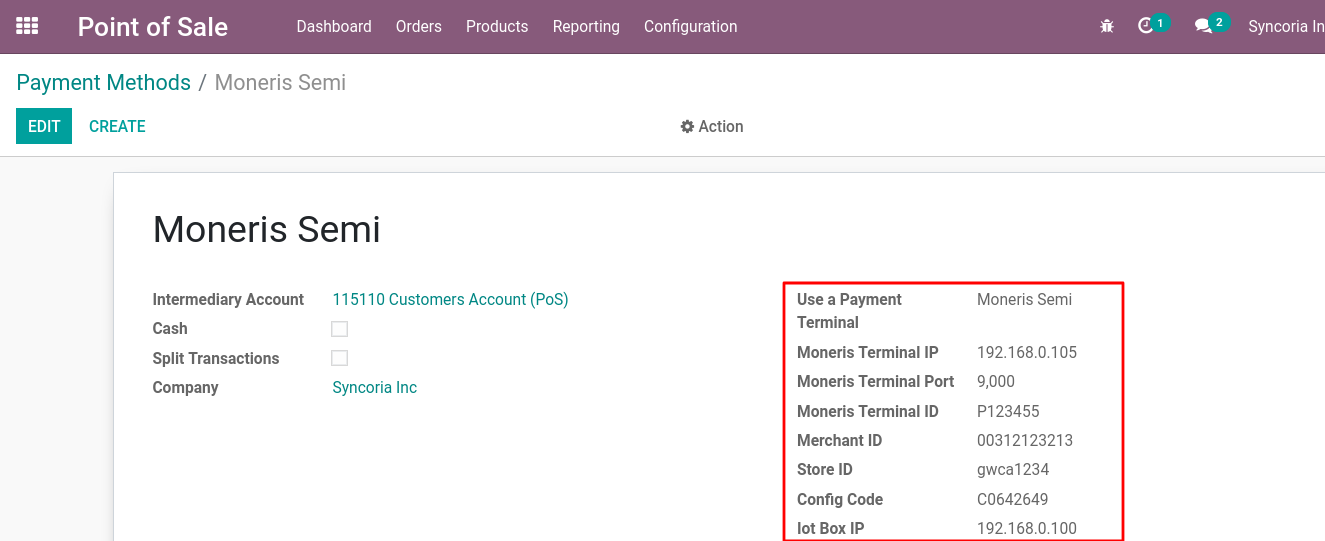 Point of Sale Dashboard Orders Products Reporting Configuration 1 2 Syncoria In
Payment Methods / Moneris Semi
EDIT CREATE Action
Moneris Semi
Intermediary Account 115110 Customers Account (PoS)
Cash
Split Transactions
Company Syncoria Inc
Use a Payment Terminal Moneris Semi
Moneris Terminal IP 192.168.0.105
Moneris Terminal Port 9,000
Moneris Terminal ID P123455
Merchant ID 00312123213
Store ID gwca1234
Config Code C0642649
Iot Box IP 192.168.0.100